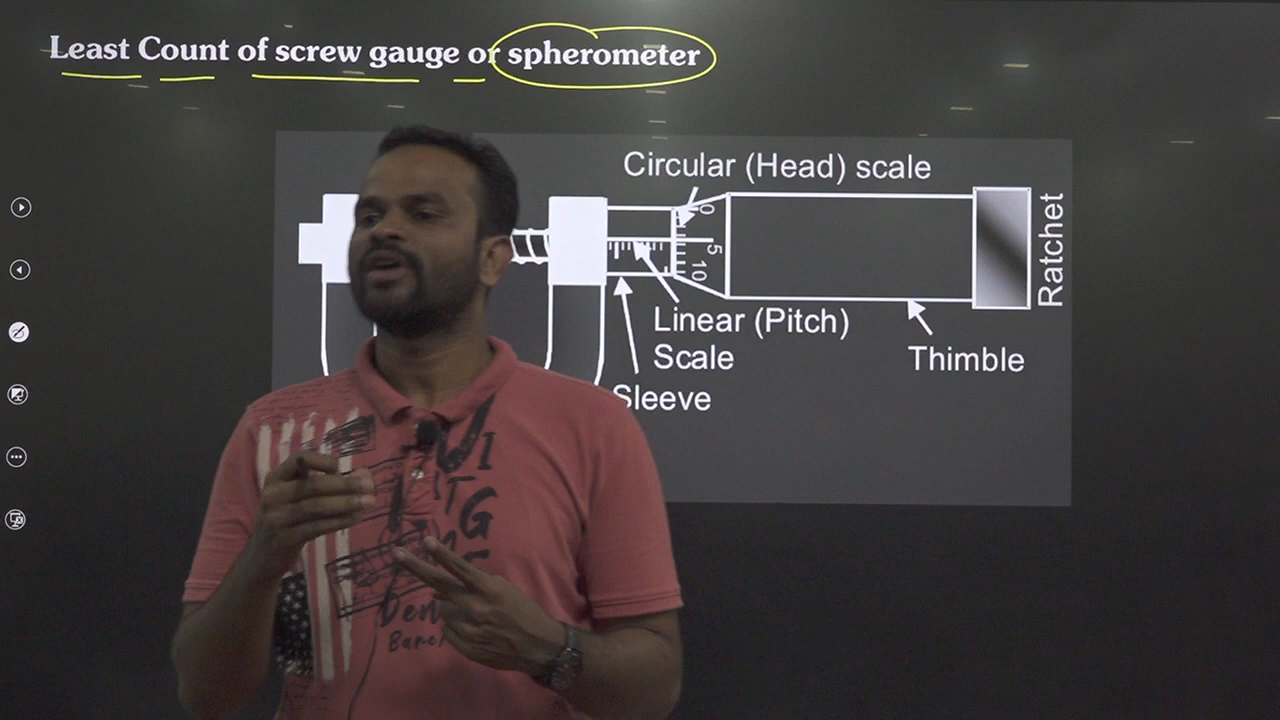 Least Count of screw gauge or spherometer
Circular (Head) scale
0
5
10
Ratchet
Linear (Pitch)
Scale
Thimble
Sleeve